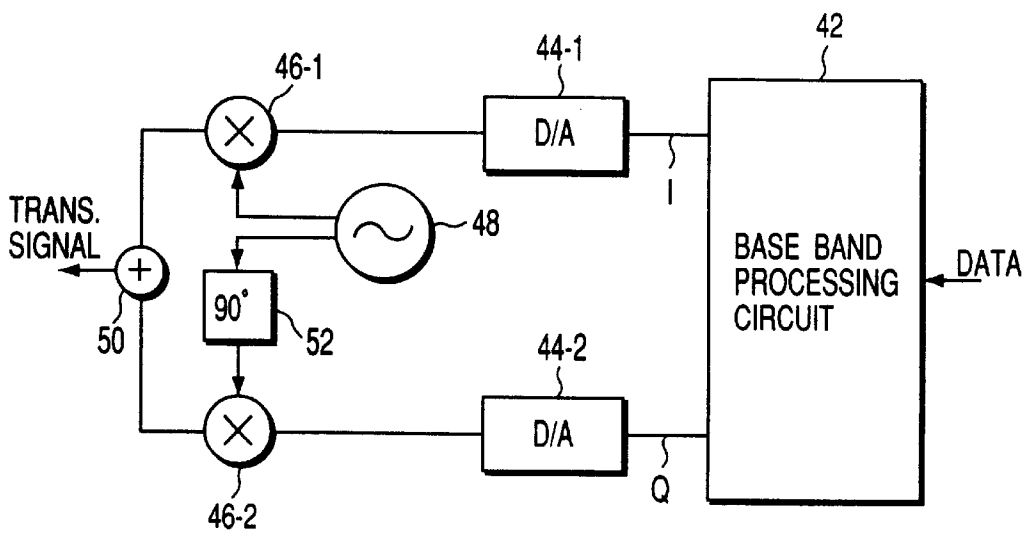 42
44-1
46-1
D/A
I
TRANS.
SIGNAL
48
BASE BAND
PROCESSING
CIRCUIT
DATA
+
90°
50
52
44-2
D/A
Q
46-2